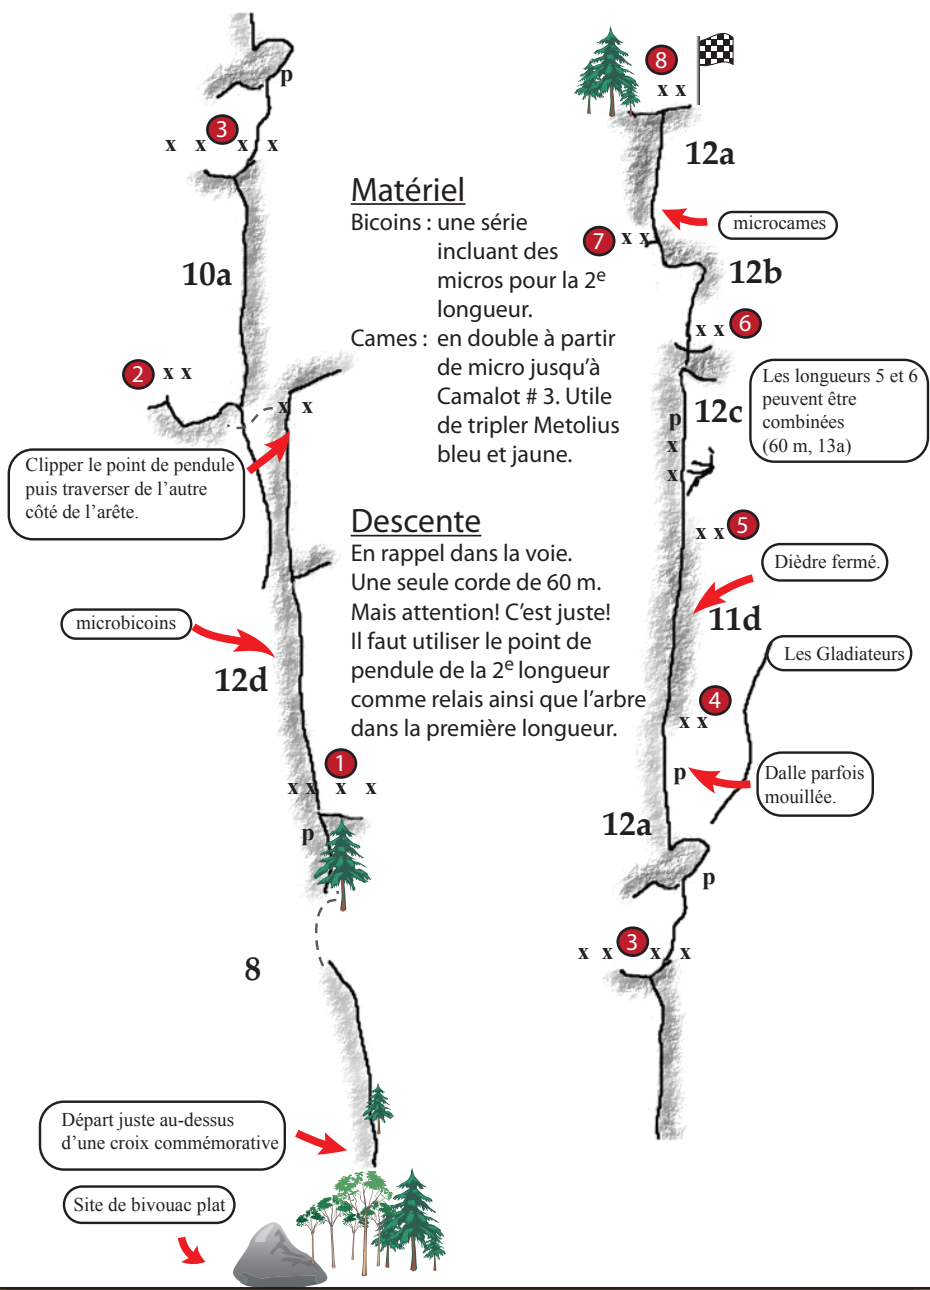 p
3
x x x x
10a
2
x x
x x
Clipper le point de pendule
puis traverser de l'autre
côté de l'arête.
microbicoins
12d
1
x x x x
p
8
Départ juste au-dessus
d'une croix commémorative
Site de bivouac plat
Matériel
Bicoins : une série
incluant des
micros pour la 2e
longueur.
Cames : en double à partir
de micro jusqu'à
Camalot # 3. Utile
de tripler Metolius
bleu et jaune.
Descente
En rappel dans la voie.
Une seule corde de 60 m.
Mais attention! C'est juste!
Il faut utiliser le point de
pendule de la 2e longueur
comme relais ainsi que l'arbre
dans la première longueur.
8
x x
12a
microcames
7 x x
12b
x x 6
Les longueurs 5 et 6
peuvent être
combinées
(60 m, 13a)
12c
p
x
x
x x 5
Dièdre fermé.
11d
Les Gladiateurs
4
x x
p
Dalle parfois
mouillée.
12a
p
3
x x x x